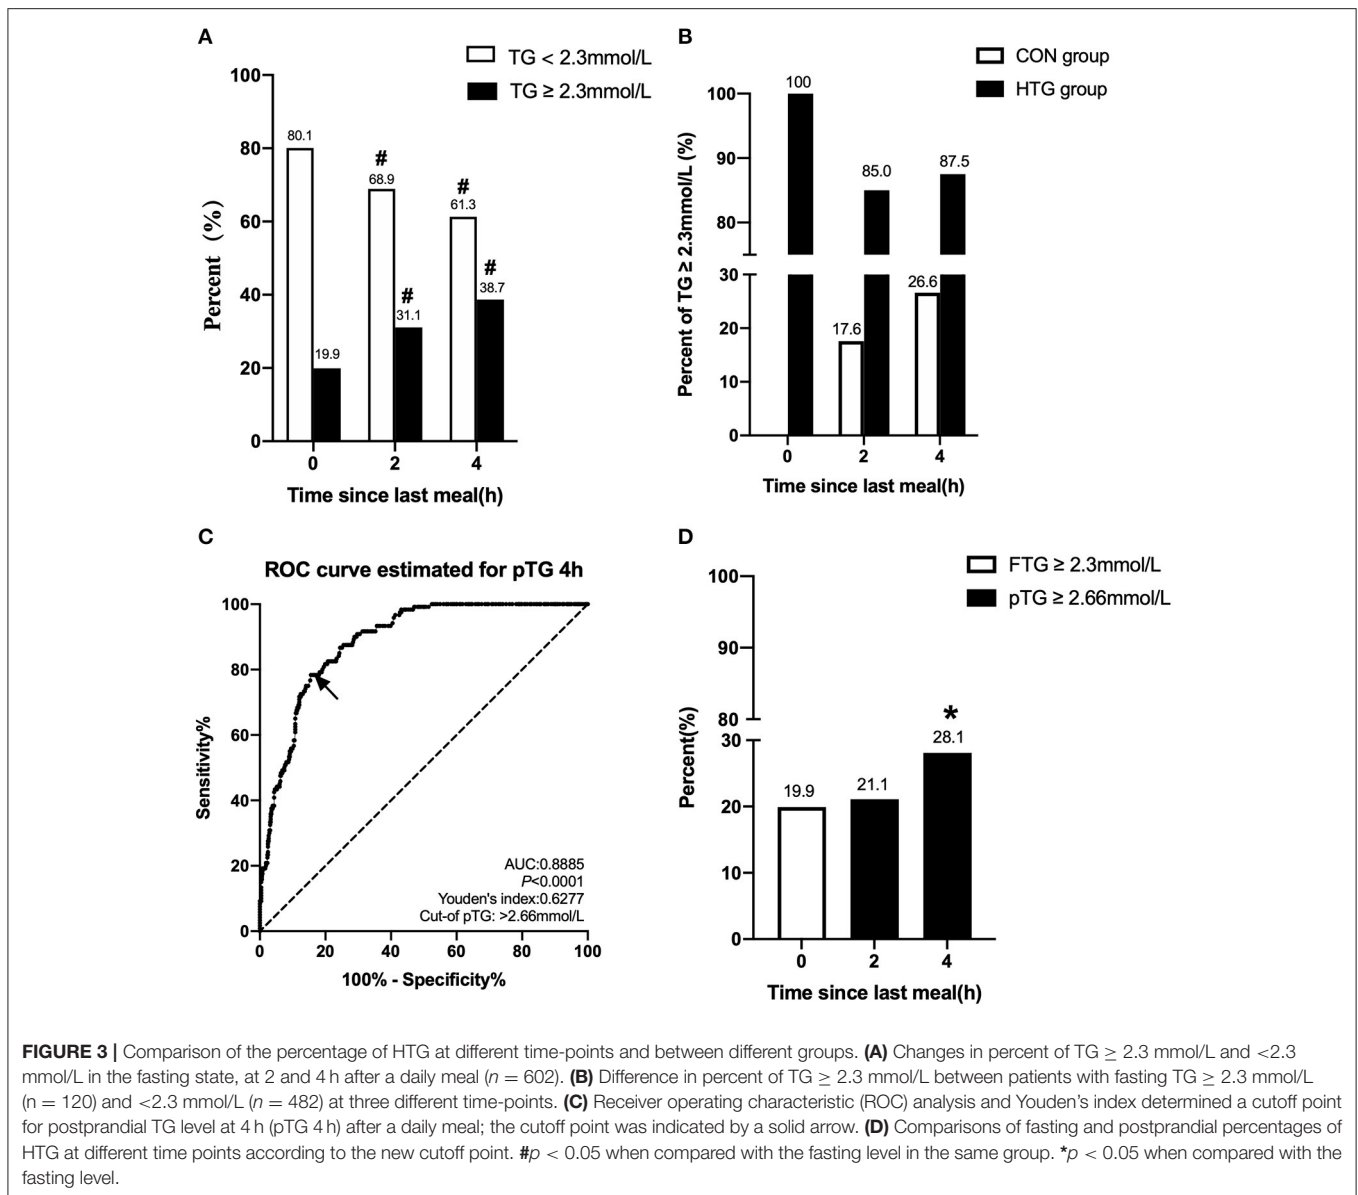 A
TG < 2.3mmol/L
TG ≥ 2.3mmol/L
Percent (%)
100
80
60
40
20
0
80.1
19.9
#
68.9
#
31.1
#
61.3
#
38.7
0 2 4
Time since last meal(h)
B
CON group
HTG group
Percent of TG ≥ 2.3mmol/L (%)
100
90
80
30
20
10
0
100
17.6
85.0
26.6
87.5
0 2 4
Time since last meal(h)
C
ROC curve estimated for pTG 4h
Sensitivity%
100
80
60
40
20
0
AUC:0.8885
P<0.0001
Youden's index:0.6277
Cut-of pTG: >2.66mmol/L
0 20 40 60 80 100
100% - Specificity%
D
FTG ≥ 2.3mmol/L
pTG ≥ 2.66mmol/L
Percent(%)
100
90
80
30
20
10
0
19.9
21.1
*
28.1
0 2 4
Time since last meal(h)
FIGURE 3 | Comparison of the percentage of HTG at different time-points and between different groups. (A) Changes in percent of TG ≥ 2.3 mmol/L and <2.3
mmol/L in the fasting state, at 2 and 4 h after a daily meal (n = 602). (B) Difference in percent of TG ≥ 2.3 mmol/L between patients with fasting TG ≥ 2.3 mmol/L
(n = 120) and <2.3 mmol/L (n = 482) at three different time-points. (C) Receiver operating characteristic (ROC) analysis and Youden's index determined a cutoff point
for postprandial TG level at 4 h (pTG 4 h) after a daily meal; the cutoff point was indicated by a solid arrow. (D) Comparisons of fasting and postprandial percentages of
HTG at different time points according to the new cutoff point. #p < 0.05 when compared with the fasting level in the same group. *p < 0.05 when compared with the
fasting level.